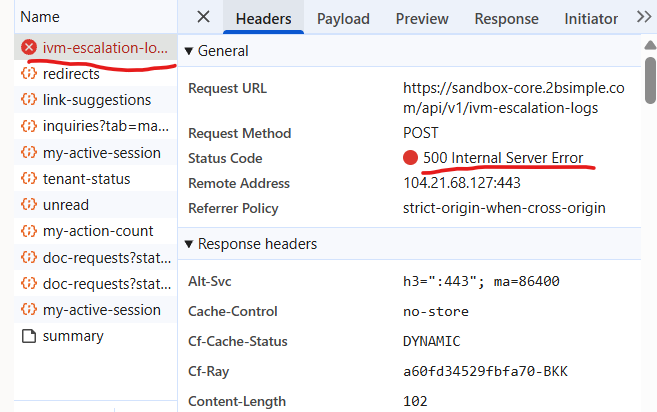 Name
ivm-escalation-lo...
redirects
link-suggestions
inquiries?tab=ma...
my-active-session
tenant-status
unread
my-action-count
doc-requests?stat...
doc-requests?stat...
my-active-session
summary
Headers Payload Preview Response Initiator
General
Request URL https://sandbox-core.2bsimple.co
m/api/v1/ivm-escalation-logs
Request Method POST
Status Code 500 Internal Server Error
Remote Address 104.21.68.127:443
Referrer Policy strict-origin-when-cross-origin
Response headers
Alt-Svc h3=":443"; ma=86400
Cache-Control no-store
Cf-Cache-Status DYNAMIC
Cf-Ray a60fd34529fbfa70-BKK
Content-Length 102